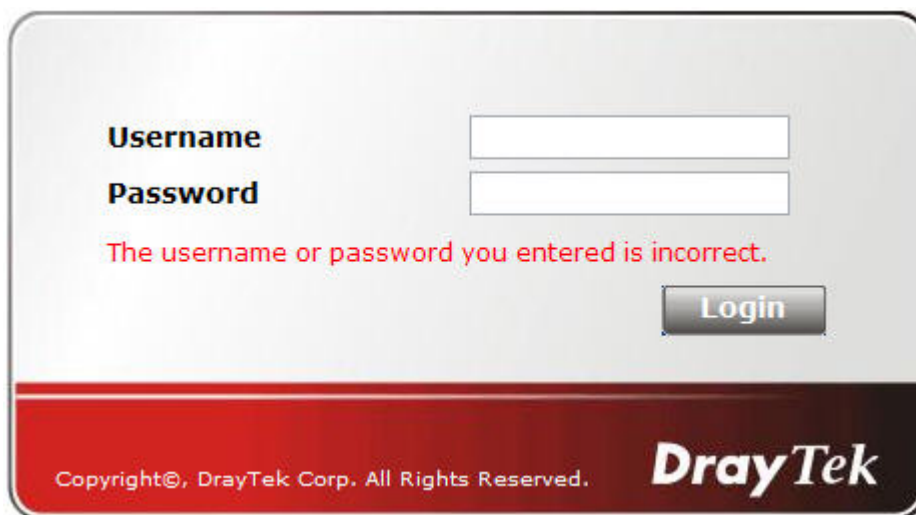 Username
Password
The username or password you entered is incorrect.
Login
Copyright©, DrayTek Corp. All Rights Reserved.
DrayTek